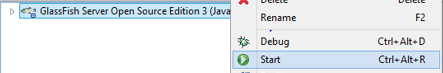 Delete Delete
GlassFish Server Open Source Edition 3 (Java
Rename F2
Debug Ctrl+Alt+D
Start Ctrl+Alt+R